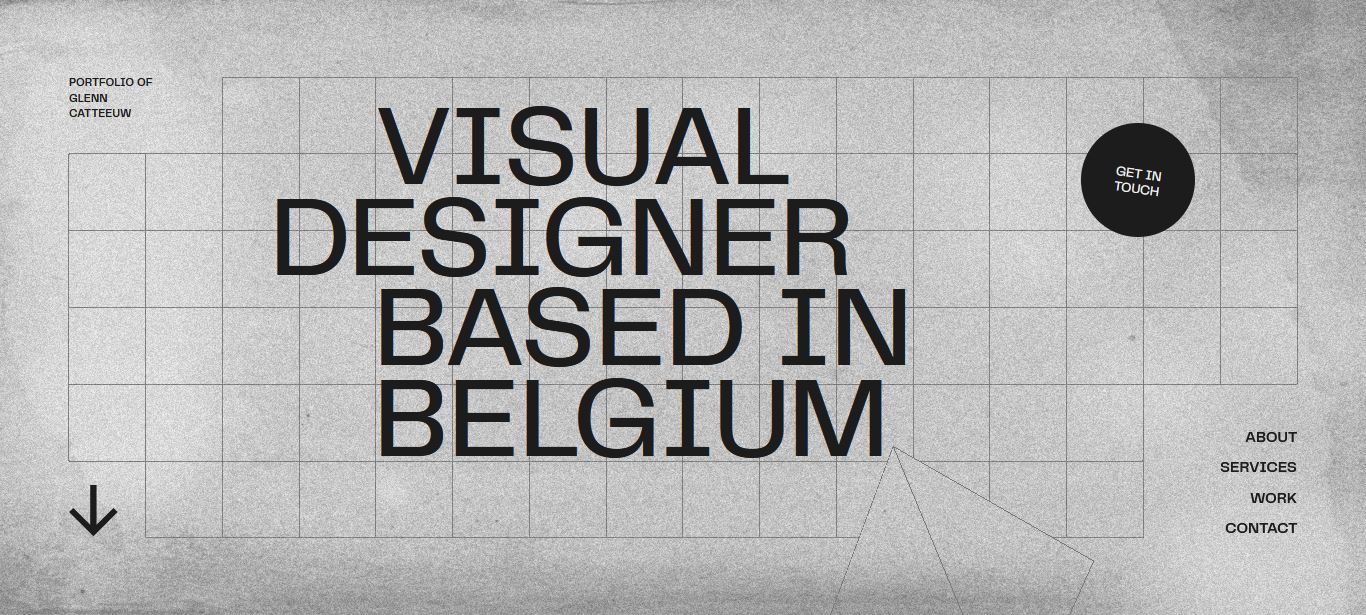 PORTFOLIO OF
GLENN
CATTEEUW
VISUAL
DESIGNER
BASED IN
BELGIUM
GET IN
TOUCH
ABOUT
SERVICES
WORK
CONTACT